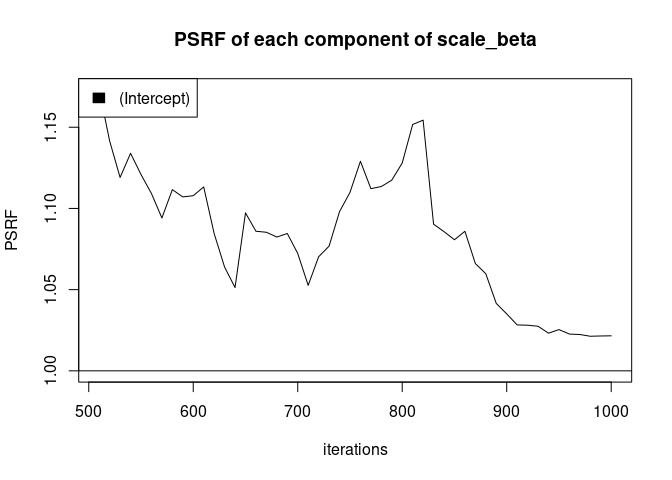 PSRF of each component of scale_beta
(Intercept)
PSRF
1.15
1.10
1.05
1.00
500 600 700 800 900 1000
iterations